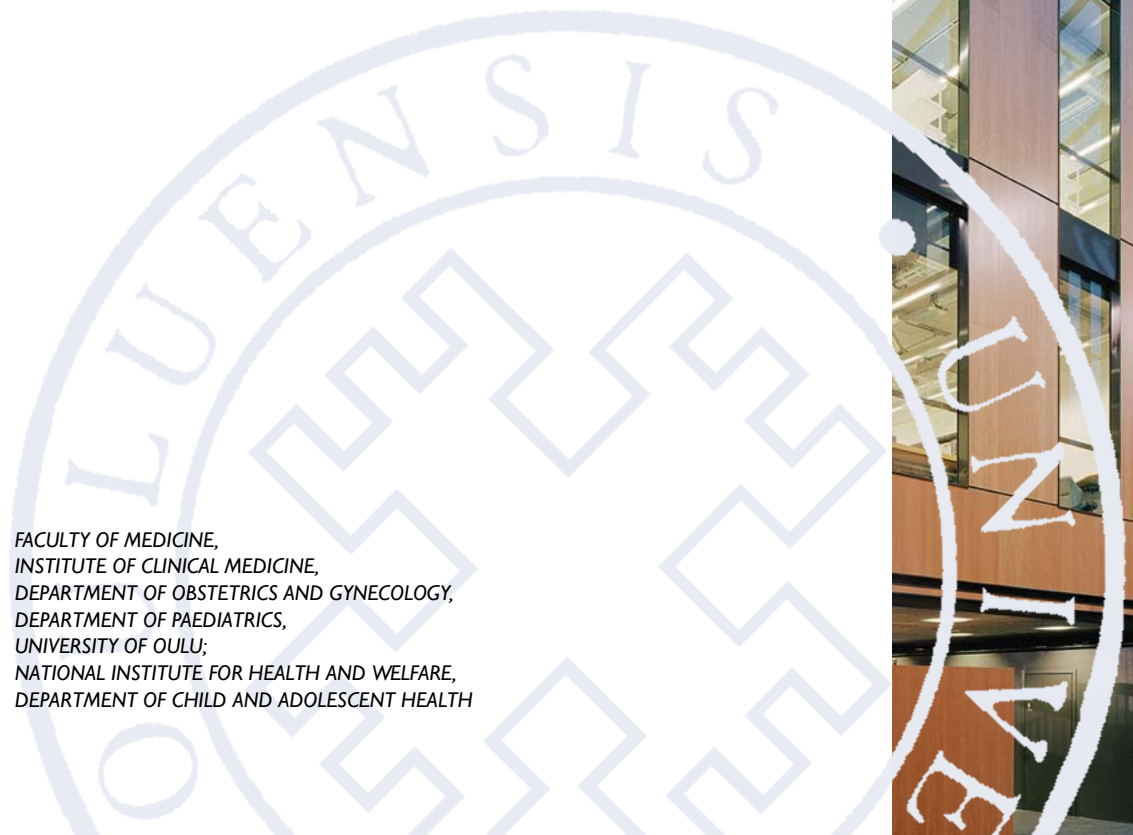 OULUENSIS · UNIVE
FACULTY OF MEDICINE,
INSTITUTE OF CLINICAL MEDICINE,
DEPARTMENT OF OBSTETRICS AND GYNECOLOGY,
DEPARTMENT OF PAEDIATRICS,
UNIVERSITY OF OULU;
NATIONAL INSTITUTE FOR HEALTH AND WELFARE,
DEPARTMENT OF CHILD AND ADOLESCENT HEALTH